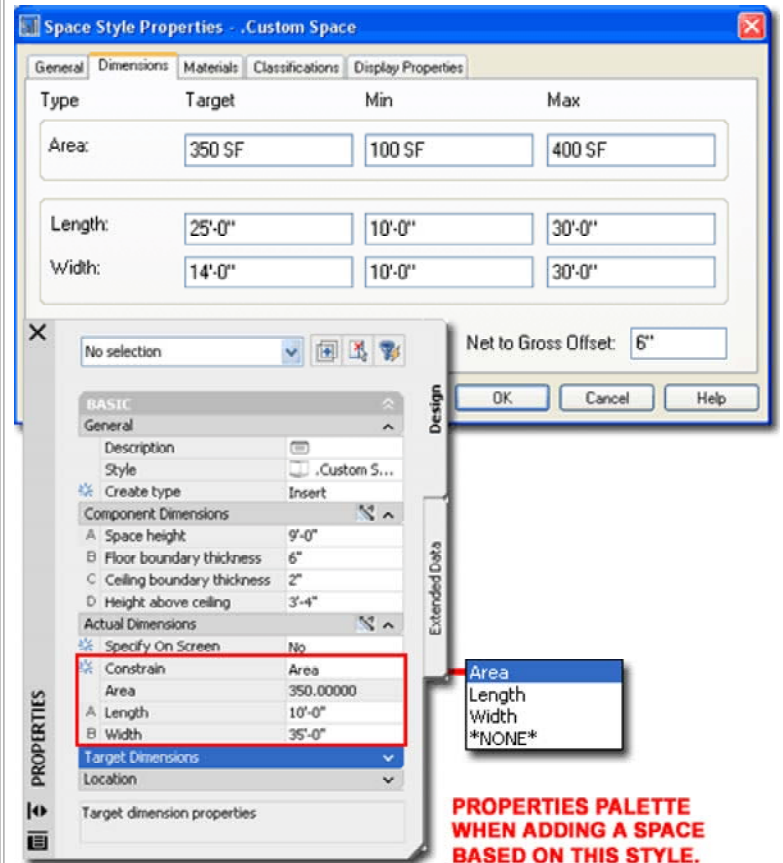 Space Style Properties - .Custom Space
General Dimensions Materials Classifications Display Properties
Type Target Min Max
Area: 350 SF 100 SF 400 SF
Length: 25'-0" 10'-0" 30'-0"
Width: 14'-0" 10'-0" 30'-0"
Net to Gross Offset: 6"
OK Cancel Help
No selection
Design
BASIC
General
Description
Style .Custom S...
Create type Insert
Component Dimensions
A Space height 9'-0"
B Floor boundary thickness 6"
C Ceiling boundary thickness 2"
D Height above ceiling 3'-4"
Extended Data
Actual Dimensions
Specify On Screen No
Constrain Area
Area 350.00000
A Length 10'-0"
B Width 35'-0"
Target Dimensions
Location
Target dimension properties
PROPERTIES
Area
Length
Width
*NONE*
PROPERTIES PALETTE
WHEN ADDING A SPACE
BASED ON THIS STYLE.